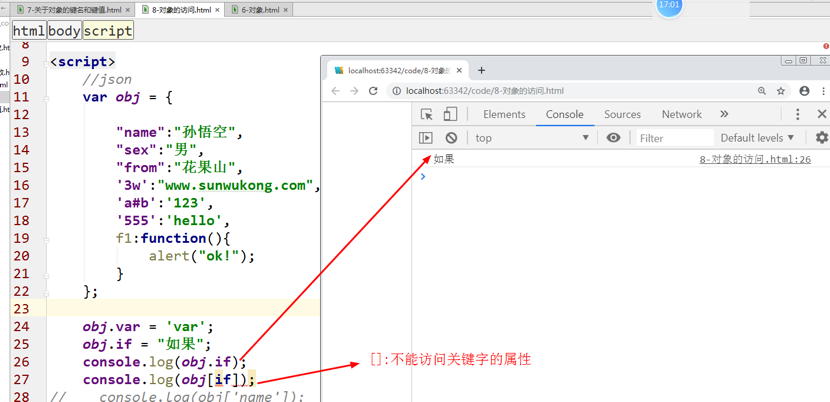 7-关于对象的键名和键值.html × 8-对象的访问.html × 6-对象.html ×
17:01
html body script
8
9 <script>
10 //json
11 var obj = {
12
13 "name":"孙悟空",
14 "sex":"男",
15 "from":"花果山",
16 '3w':"www.sunwukong.com",
17 'a#b':'123',
18 '555':'hello',
19 f1:function(){
20 alert("ok!");
21 }
22 };
23
24 obj.var = 'var';
25 obj.if = "如果";
26 console.log(obj.if);
27 console.log(obj[if]);
28 // console.log(obj['name']);
localhost:63342/code/8-对象的
localhost:63342/code/8-对象的访问.html
Elements Console Sources Network »
top Filter Default levels ▼
如果 8-对象的访问.html:26
[]:不能访问关键字的属性